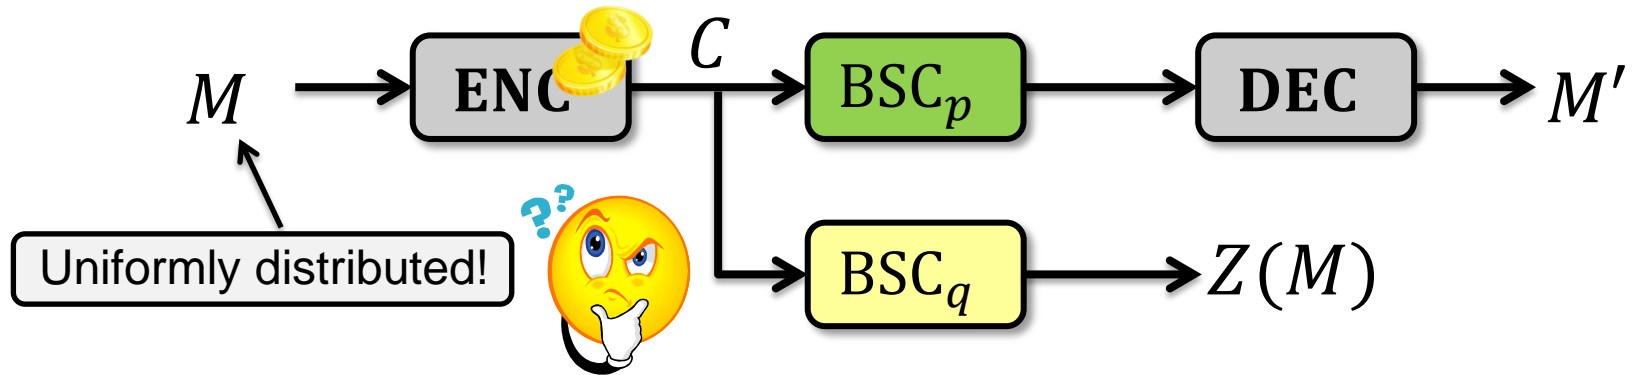 M
ENC
C
BSC_p
DEC
M′
Uniformly distributed!
??
BSC_q
Z(M)